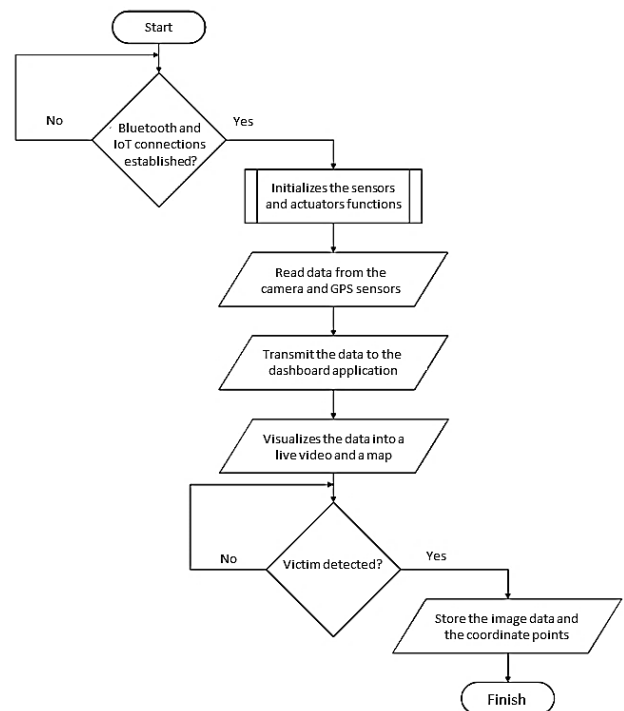 Start
No
Yes
Bluetooth and
IoT connections
established?
Initializes the sensors
and actuators functions
Read data from the
camera and GPS sensors
Transmit the data to the
dashboard application
Visualizes the data into a
live video and a map
No
Victim detected?
Yes
Store the image data and
the coordinate points
Finish